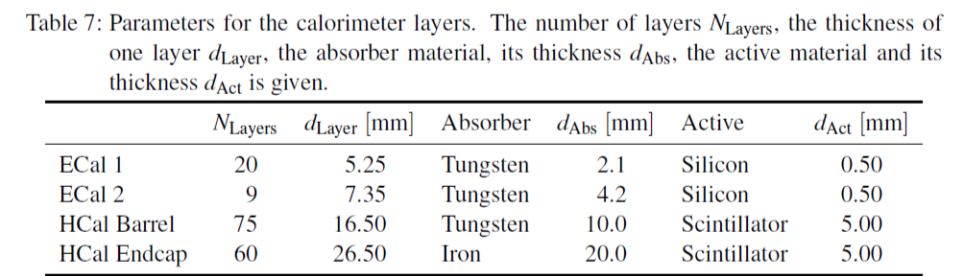 Table 7: Parameters for the calorimeter layers. The number of layers NLayers, the thickness of
one layer dLayer, the absorber material, its thickness dAbs, the active material and its
thickness dAct is given.
NLayers dLayer [mm] Absorber dAbs [mm] Active dAct [mm]
ECal 1 20 5.25 Tungsten 2.1 Silicon 0.50
ECal 2 9 7.35 Tungsten 4.2 Silicon 0.50
HCal Barrel 75 16.50 Tungsten 10.0 Scintillator 5.00
HCal Endcap 60 26.50 Iron 20.0 Scintillator 5.00